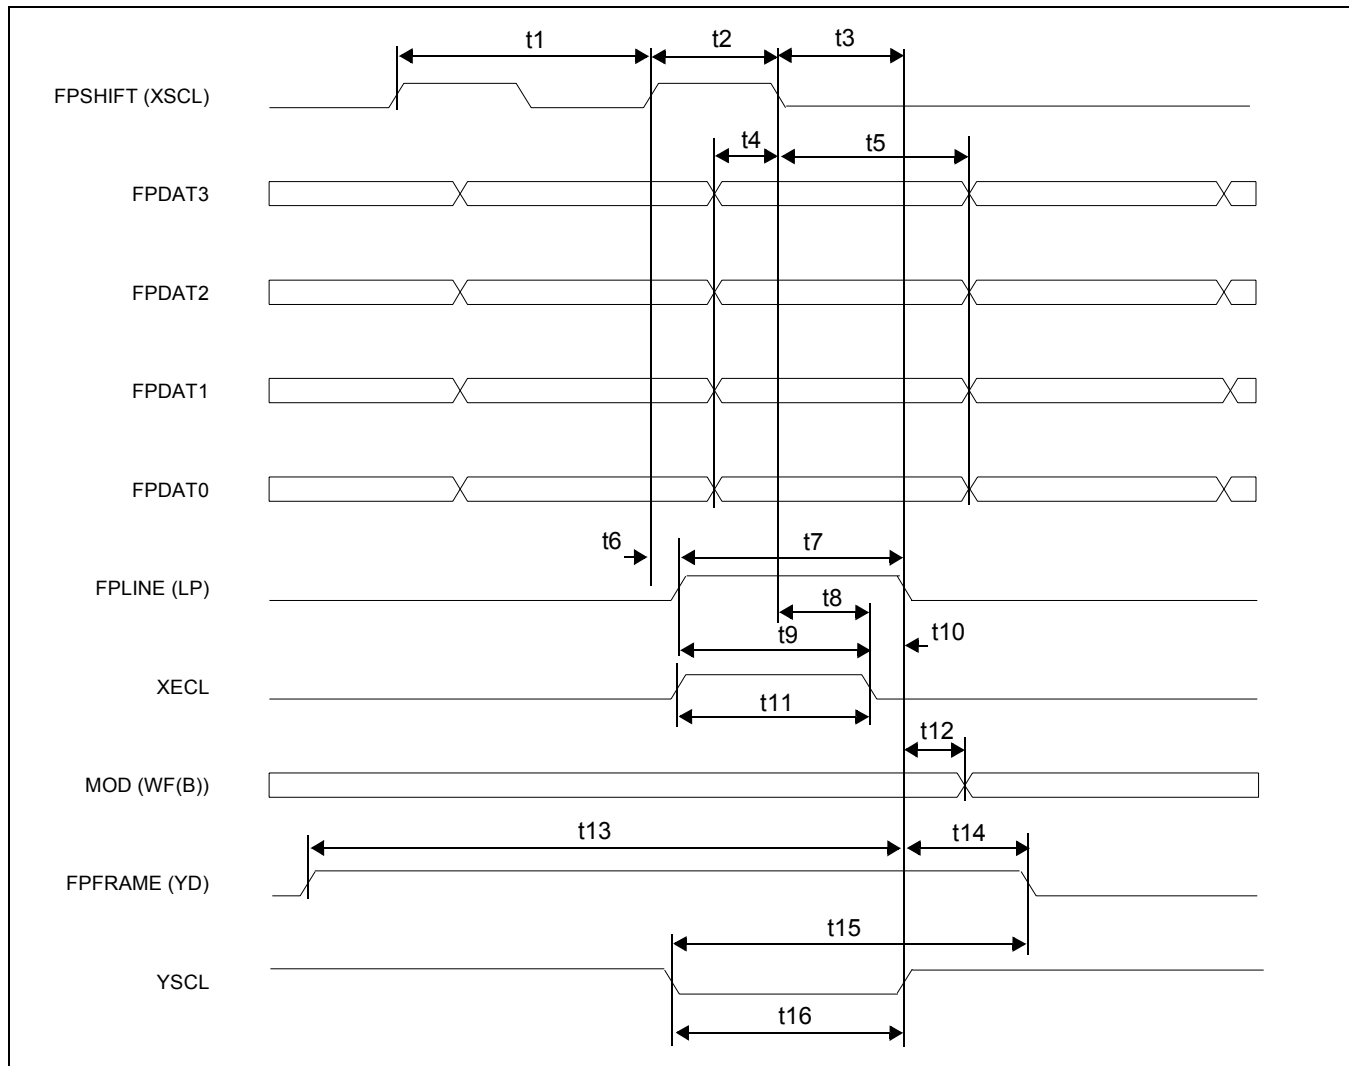 t1 t2 t3
FPSHIFT (XSCL)
t4 t5
FPDAT3
FPDAT2
FPDAT1
FPDAT0
t6 t7
FPLINE (LP)
t8
t9 t10
XECL
t11
t12
MOD (WF(B))
t13 t14
FPFRAME (YD)
t15
YSCL
t16